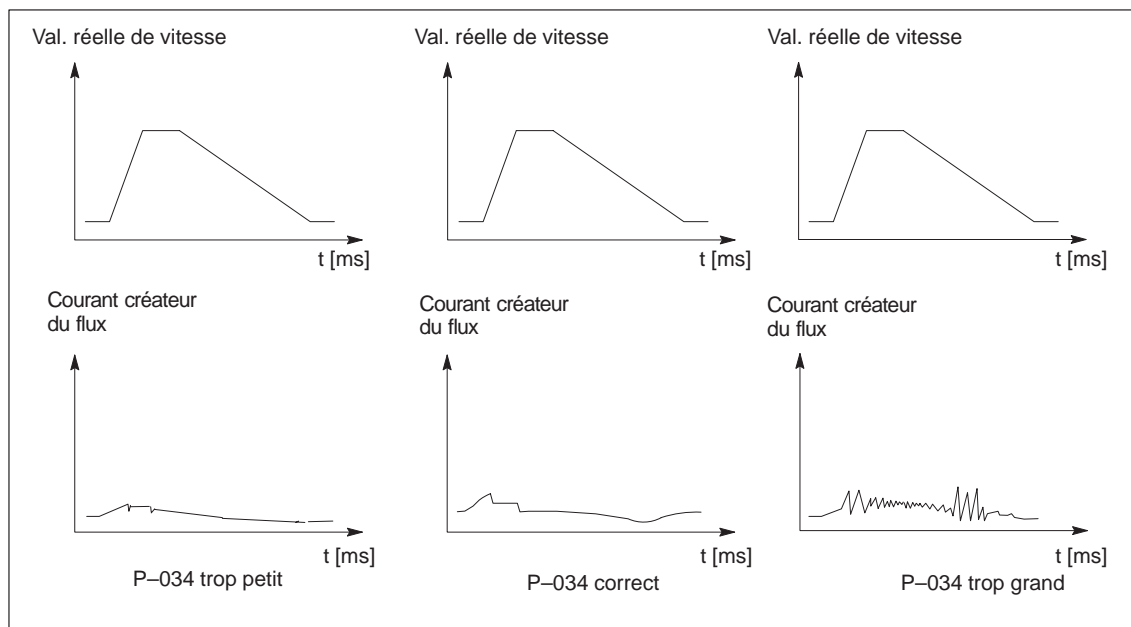 Val. réelle de vitesse
Val. réelle de vitesse
Val. réelle de vitesse
t [ms]
t [ms]
t [ms]
Courant créateur
du flux
Courant créateur
du flux
Courant créateur
du flux
t [ms]
t [ms]
t [ms]
P–034 trop petit
P–034 correct
P–034 trop grand